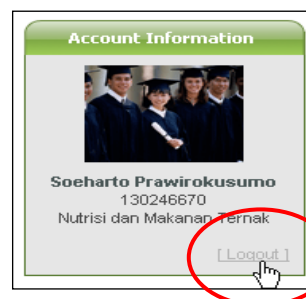 Account Information
Soeharto Prawirokusumo
130246670
Nutrisi dan Makanan Ternak
[ Logout ]